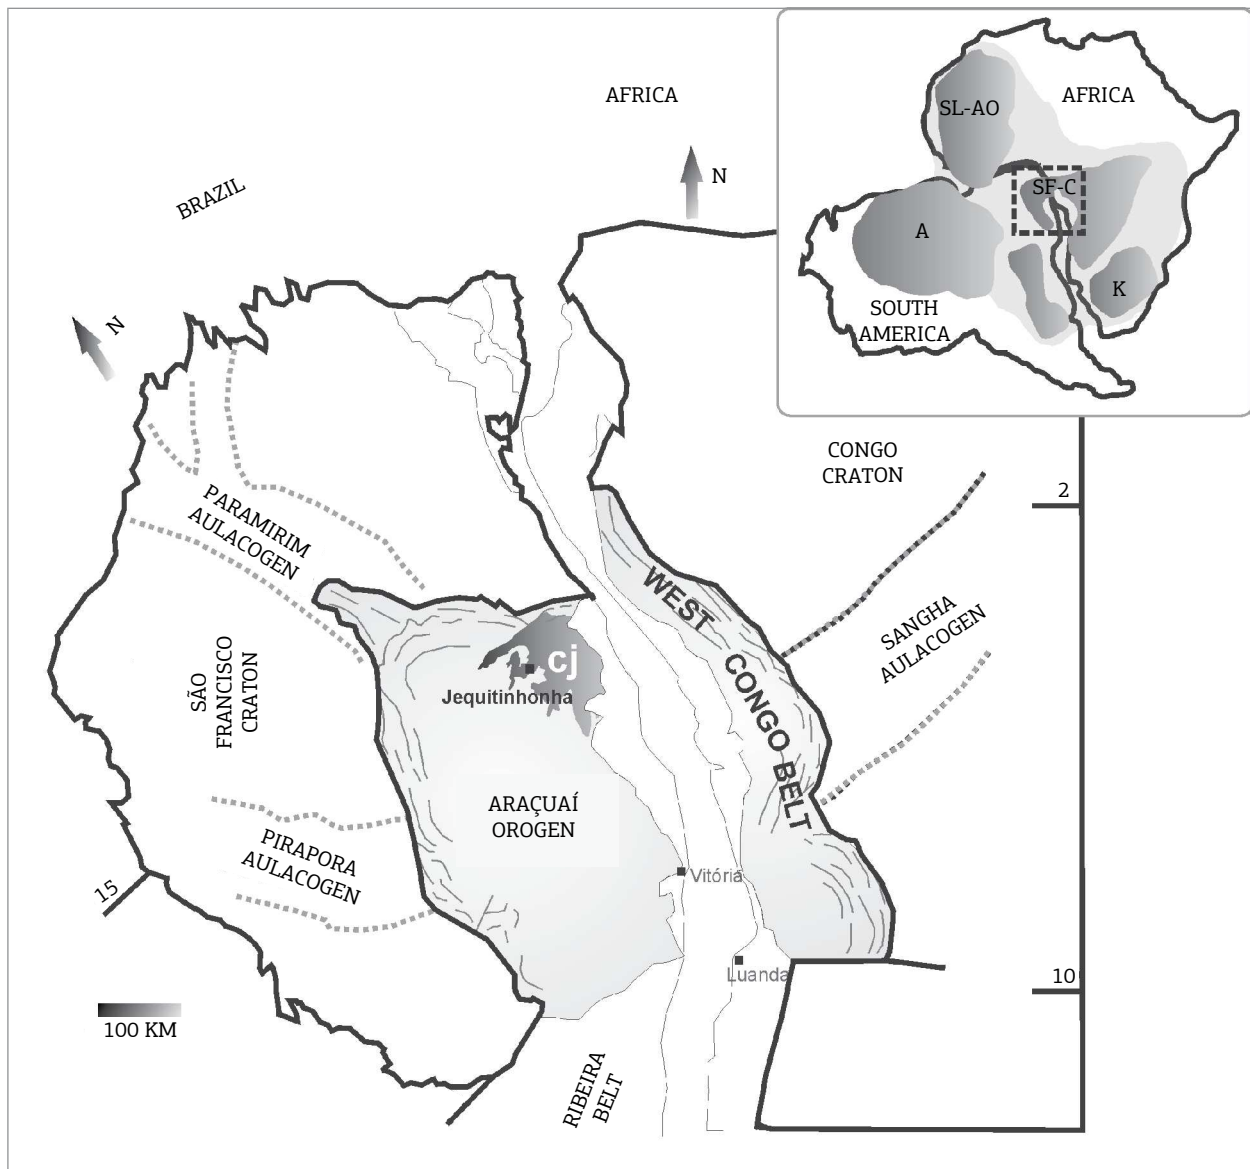 AFRICA
BRAZIL
N
N
SL-AO
AFRICA
SF-C
A
K
SOUTH
AMERICA
CONGO
CRATON
2
PARAMIRIM
AULACOGEN
WEST CONGO BELT
SANGHA
AULACOGEN
SÃO
FRANCISCO
CRATON
cj
Jequitinhonha
ARAÇUAÍ
OROGEN
PIRAPORA
AULACOGEN
Vitória
15
Luanda
10
100 KM
RIBEIRA
BELT